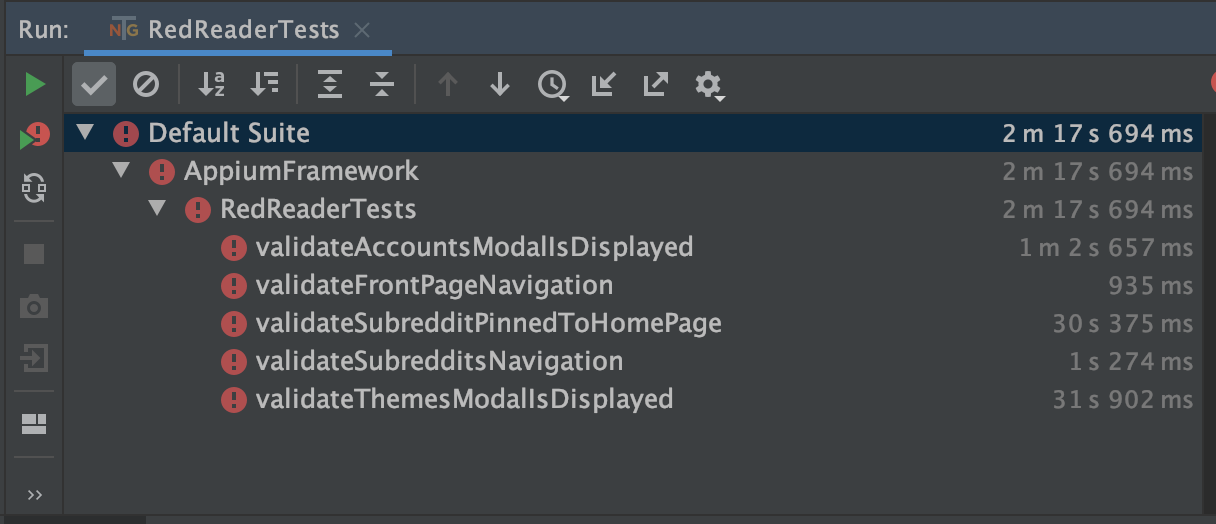 Run: NTG RedReaderTests
Default Suite 2 m 17 s 694 ms
AppiumFramework 2 m 17 s 694 ms
RedReaderTests 2 m 17 s 694 ms
validateAccountsModalIsDisplayed 1 m 2 s 657 ms
validateFrontPageNavigation 935 ms
validateSubredditPinnedToHomePage 30 s 375 ms
validateSubredditsNavigation 1 s 274 ms
validateThemesModalIsDisplayed 31 s 902 ms